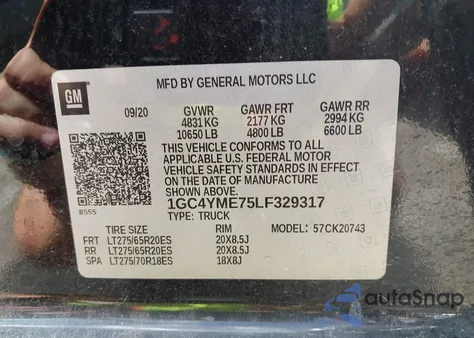 MFD BY GENERAL MOTORS LLC
GM
09/20 GVWR GAWR FRT GAWR RR
4831 KG 2177 KG 2994 KG
10650 LB 4800 LB 6600 LB
THIS VEHICLE CONFORMS TO ALL
APPLICABLE U.S. FEDERAL MOTOR
VEHICLE SAFETY STANDARDS IN EFFECT
ON THE DATE OF MANUFACTURE
SHOWN ABOVE.
1GC4YME75LF329317
B555
TYPE: TRUCK
TIRE SIZE RIM MODEL: 57CK20743
FRT LT275/65R20ES 20X8.5J
RR LT275/65R20ES 20X8.5J
SPA LT275/70R18ES 18X8J
autoSnap